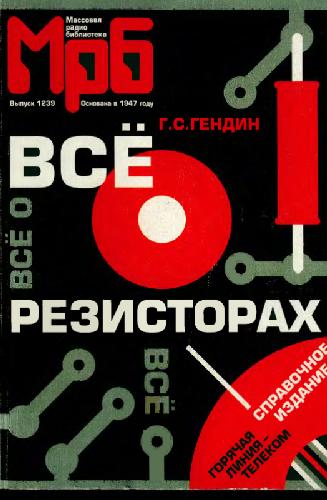 Массовая
радио
библиотека
МРБ
Выпуск 1239 Основана в 1947 году
Г.С.ГЕНДИН
ВСЁ
ВСЁ О
РЕЗИСТОРАХ
ВСЁ
СПРАВОЧНОЕ
ИЗДАНИЕ
ГОРЯЧАЯ
ЛИНИЯ
ТЕЛЕКОМ